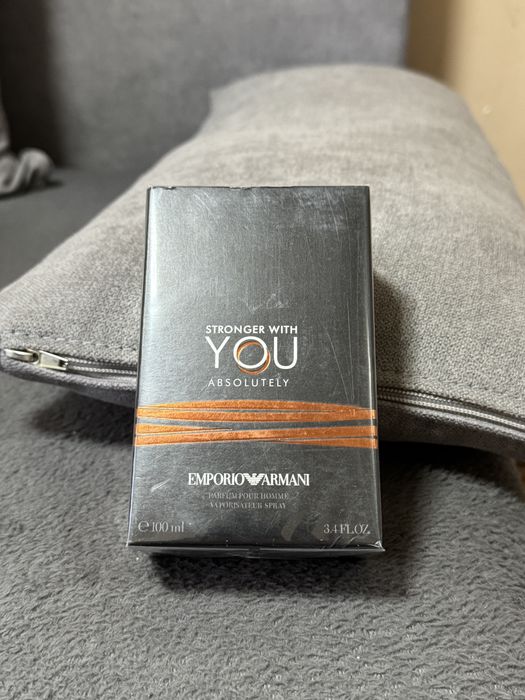 STRONGER WITH
YOU
ABSOLUTELY
EMPORIO ARMANI
PARFUM POUR HOMME
VAPORISATEUR SPRAY
℮ 100 ml 3.4 FL.OZ.